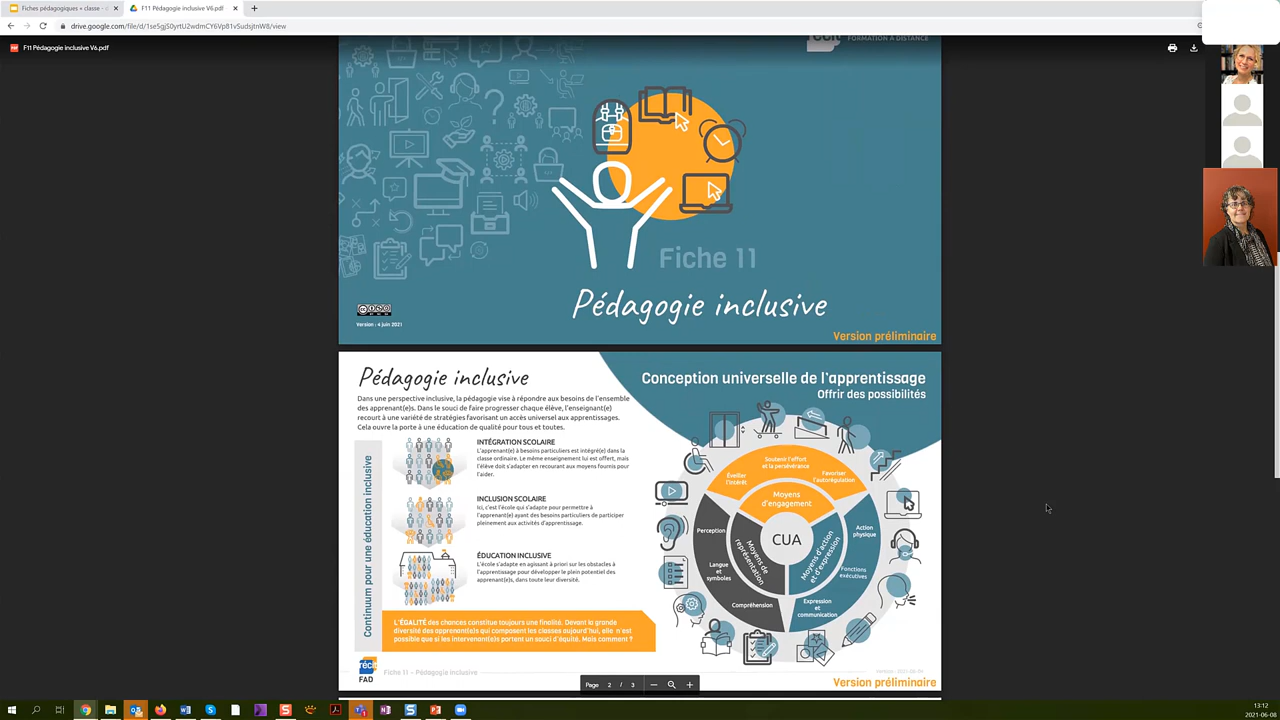 Fiches pédagogiques « classe - 
F11 Pédagogie inclusive V6.pdf
drive.google.com/file/d/1se5gj50yrtU2wdmCY6Vp81v5udsjtnW8/view
F11 Pédagogie inclusive V6.pdf
FORMATION À DISTANCE
Fiche 11
Pédagogie inclusive
Version : 4 juin 2021
Version préliminaire
Pédagogie inclusive
Dans une perspective inclusive, la pédagogie vise à répondre aux besoins de l'ensemble
des apprenant(e)s. Dans le souci de faire progresser chaque élève, l'enseignant(e)
recourt à une variété de stratégies favorisant un accès universel aux apprentissages.
Cela ouvre la porte à une éducation de qualité pour tous et toutes.
Continuum pour une éducation inclusive
INTÉGRATION SCOLAIRE
L'apprenant(e) à besoins particuliers est intégré(e) dans la
classe ordinaire. Le même enseignement lui est offert, mais
l'élève doit s'adapter en recourant aux moyens fournis pour
l'aider.
INCLUSION SCOLAIRE
Ici, c'est l'école qui s'adapte pour permettre à
l'apprenant(e) ayant des besoins particuliers de participer
pleinement aux activités d'apprentissage.
ÉDUCATION INCLUSIVE
L'école s'adapte en agissant à priori sur les obstacles à
l'apprentissage pour développer le plein potentiel des
apprenant(e)s, dans toute leur diversité.
L'ÉGALITÉ des chances constitue toujours une finalité. Devant la grande
diversité des apprenant(e)s qui composent les classes aujourd'hui, elle n'est
possible que si les intervenant(e)s portent un souci d'équité. Mais comment ?
Conception universelle de l'apprentissage
Offrir des possibilités
Éveiller
l'intérêt
Soutenir l'effort
et la persévérance
Favoriser
l'autorégulation
Moyens
d'engagement
CUA
Moyens de
représentation
Moyens d'action
et d'expression
Perception
Langue
et
symboles
Compréhension
Action
physique
Fonctions
exécutives
Expression
et
communication
récit
FAD
Fiche 11 – Pédagogie inclusive
Version : 2021-06-04
Version préliminaire
Page 2 / 3
13:12
2021-06-08